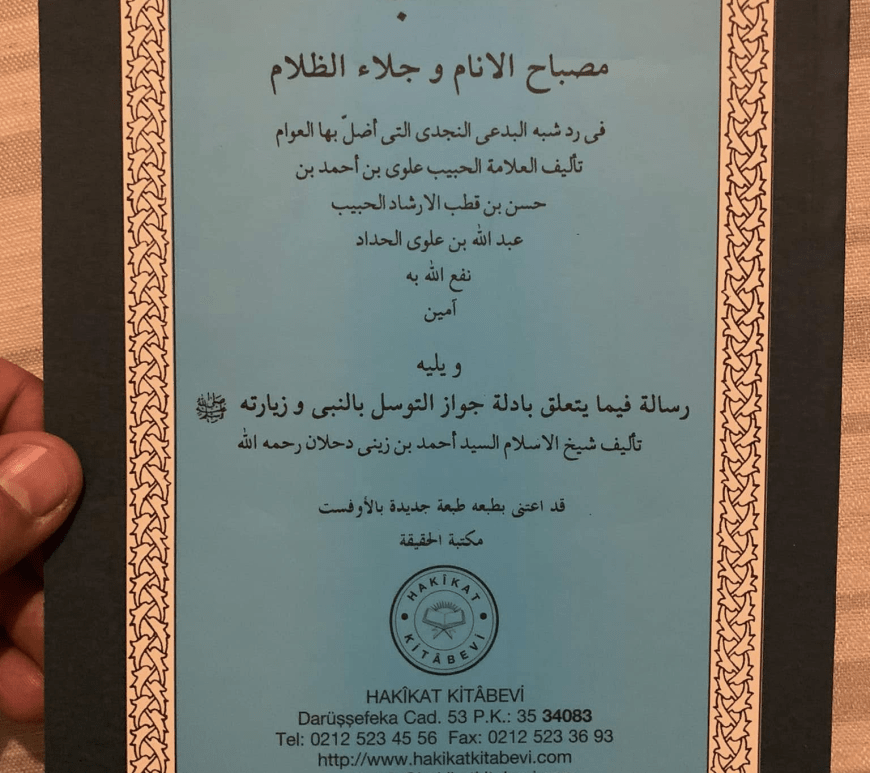 مصباح الانام و جلاء الظلام
فى رد شبه البدعى النجدى التى أضلّ بها العوام
تأليف العلامة الحبيب علوى بن أحمد بن
حسن بن قطب الارشاد الحبيب
عبد الله بن علوى الحداد
نفع الله به
آمين
و يليه
رسالة فيما يتعلق بادلة جواز التوسل بالنبى و زيارته ﷺ
تأليف شيخ الاسلام السيد أحمد بن زينى دحلان رحمه الله
قد اعتنى بطبعه طبعة جديدة بالأوفست
مكتبة الحقيقة
HAKÎKAT KİTÂBEVİ
HAKÎKAT KİTÂBEVİ
Darüşşefeka Cad. 53 P.K.: 35 34083
Tel: 0212 523 45 56 Fax: 0212 523 36 93
http://www.hakikatkitabevi.com